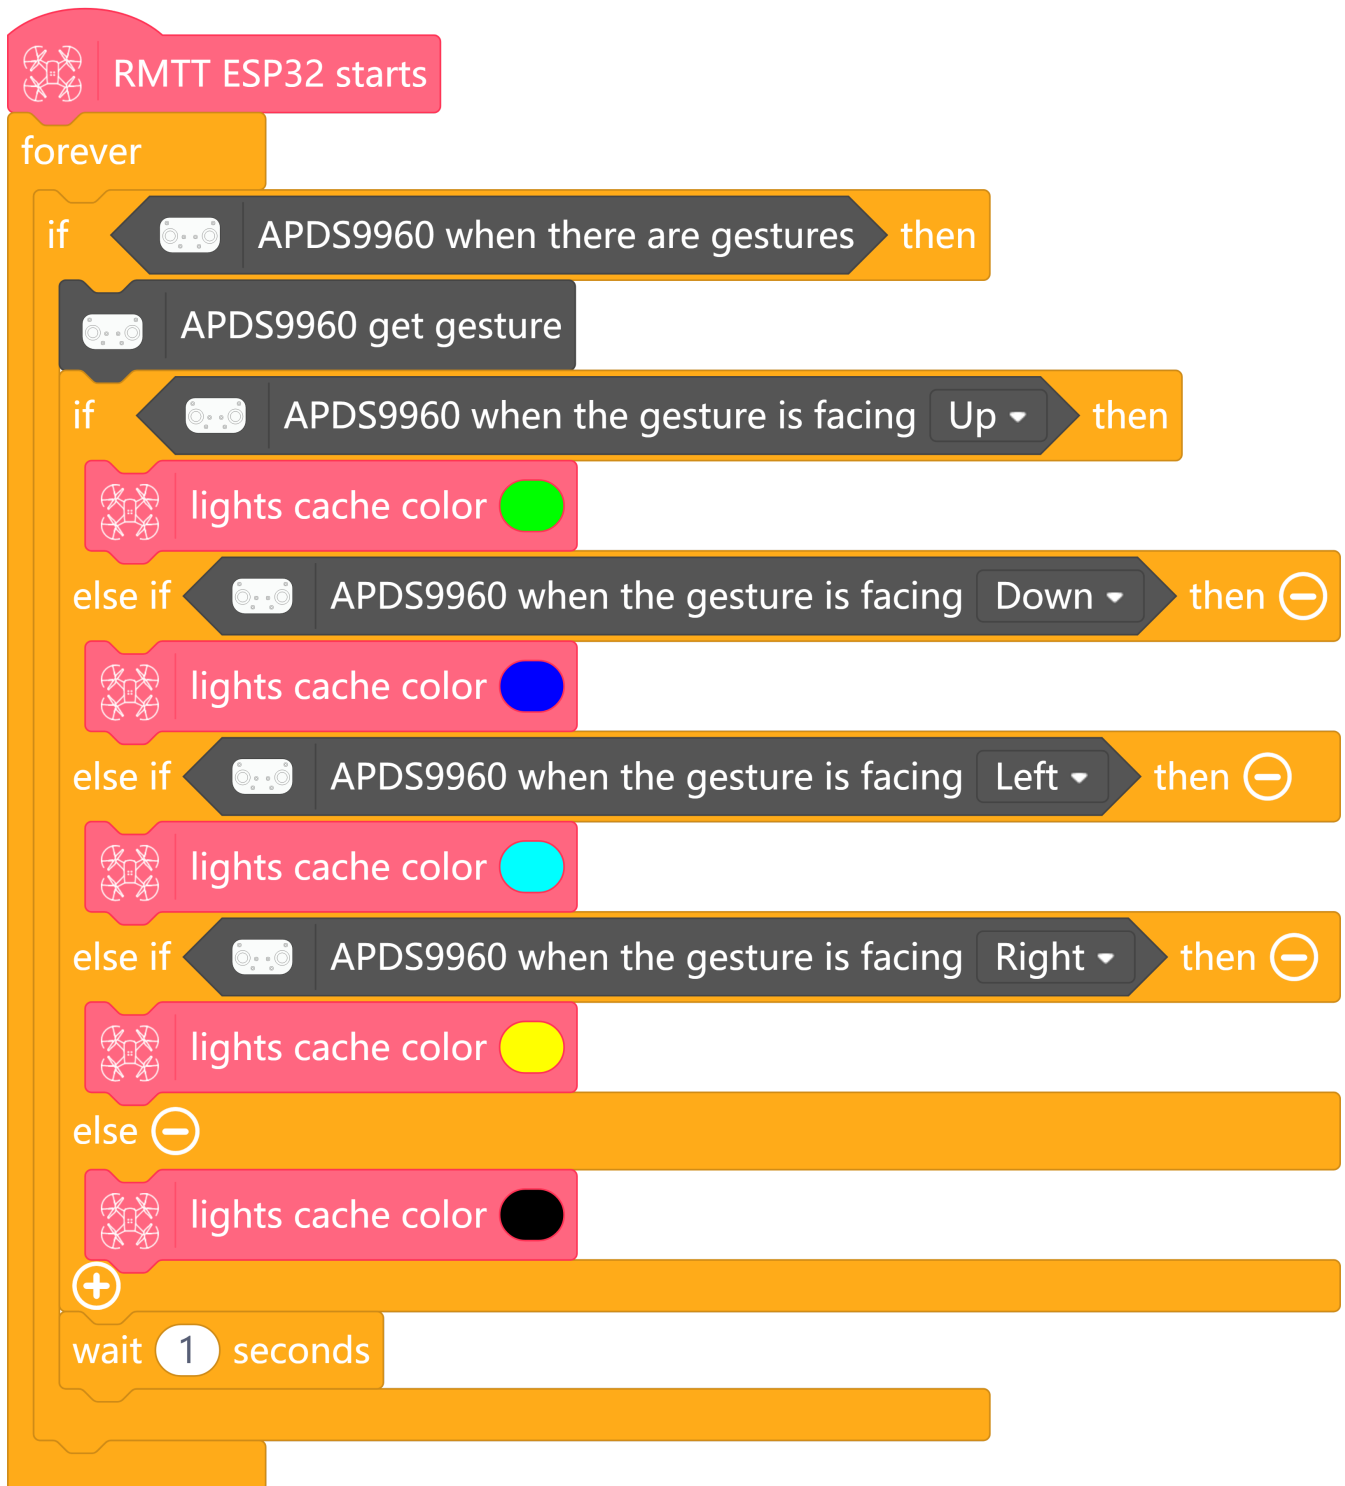 RMTT ESP32 starts
forever
if APDS9960 when there are gestures then
APDS9960 get gesture
if APDS9960 when the gesture is facing Up then
lights cache color
else if APDS9960 when the gesture is facing Down then
lights cache color
else if APDS9960 when the gesture is facing Left then
lights cache color
else if APDS9960 when the gesture is facing Right then
lights cache color
else
lights cache color
wait 1 seconds